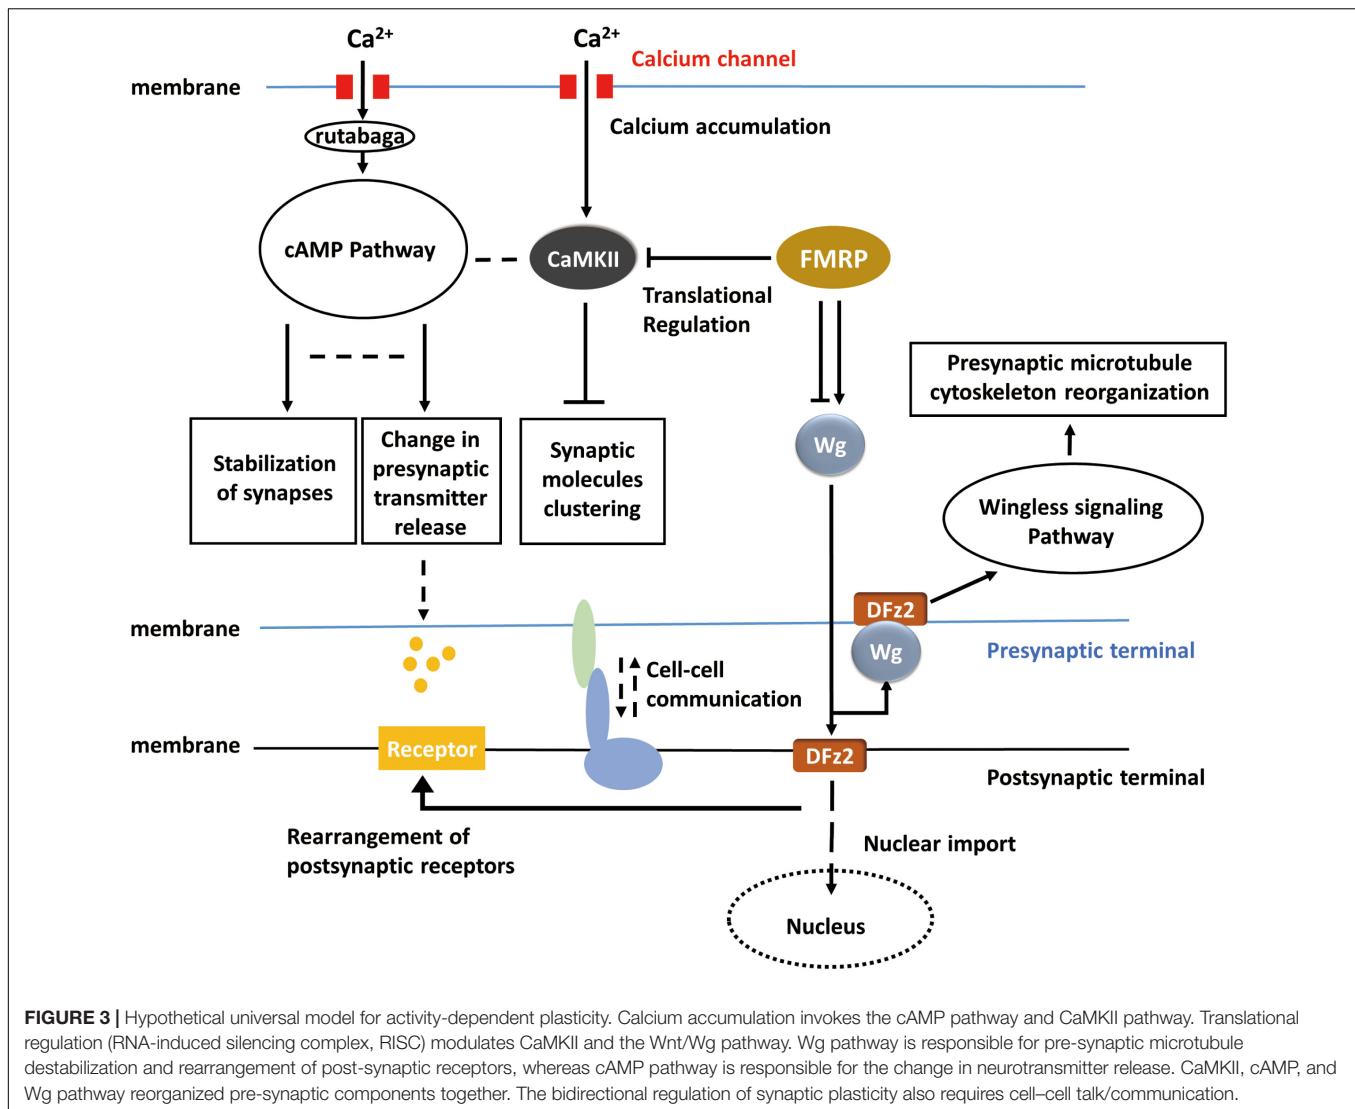 Ca2+
Ca2+
Calcium channel
membrane
Calcium accumulation
rutabaga
cAMP Pathway
CaMKII
FMRP
Translational
Regulation
Presynaptic microtubule
cytoskeleton reorganization
Stabilization
of synapses
Change in
presynaptic
transmitter
release
Synaptic
molecules
clustering
Wg
Wingless signaling
Pathway
DFz2
membrane
Wg
Presynaptic terminal
Cell-cell
communication
membrane
Receptor
DFz2
Postsynaptic terminal
Rearrangement of
postsynaptic receptors
Nuclear import
Nucleus
FIGURE 3 | Hypothetical universal model for activity-dependent plasticity. Calcium accumulation invokes the cAMP pathway and CaMKII pathway. Translational
regulation (RNA-induced silencing complex, RISC) modulates CaMKII and the Wnt/Wg pathway. Wg pathway is responsible for pre-synaptic microtubule
destabilization and rearrangement of post-synaptic receptors, whereas cAMP pathway is responsible for the change in neurotransmitter release. CaMKII, cAMP, and
Wg pathway reorganized pre-synaptic components together. The bidirectional regulation of synaptic plasticity also requires cell–cell talk/communication.